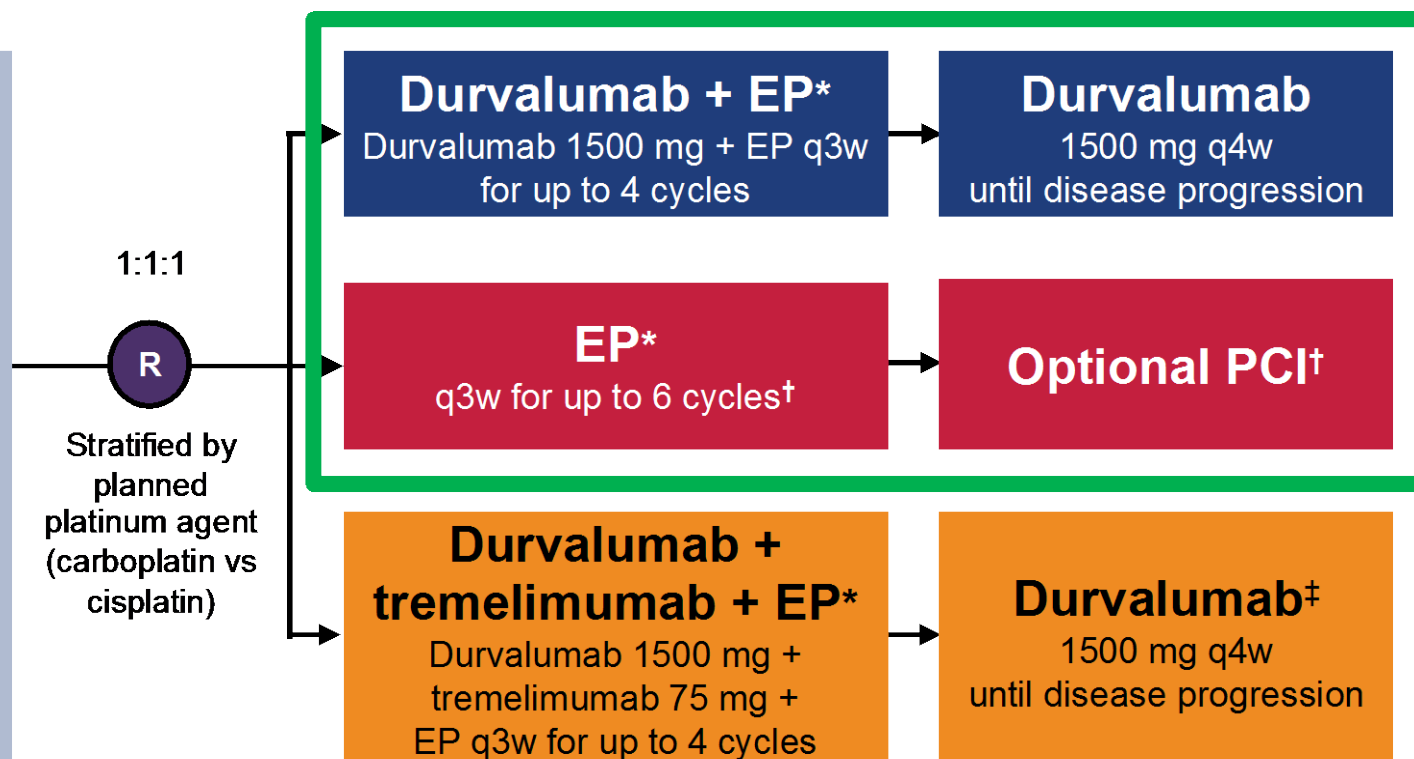 1:1:1
R
Stratified by
planned
platinum agent
(carboplatin vs
cisplatin)
Durvalumab + EP*
Durvalumab 1500 mg + EP q3w
for up to 4 cycles
Durvalumab
1500 mg q4w
until disease progression
EP*
q3w for up to 6 cycles†
Optional PCI†
Durvalumab +
tremelimumab + EP*
Durvalumab 1500 mg +
tremelimumab 75 mg +
EP q3w for up to 4 cycles
Durvalumab‡
1500 mg q4w
until disease progression